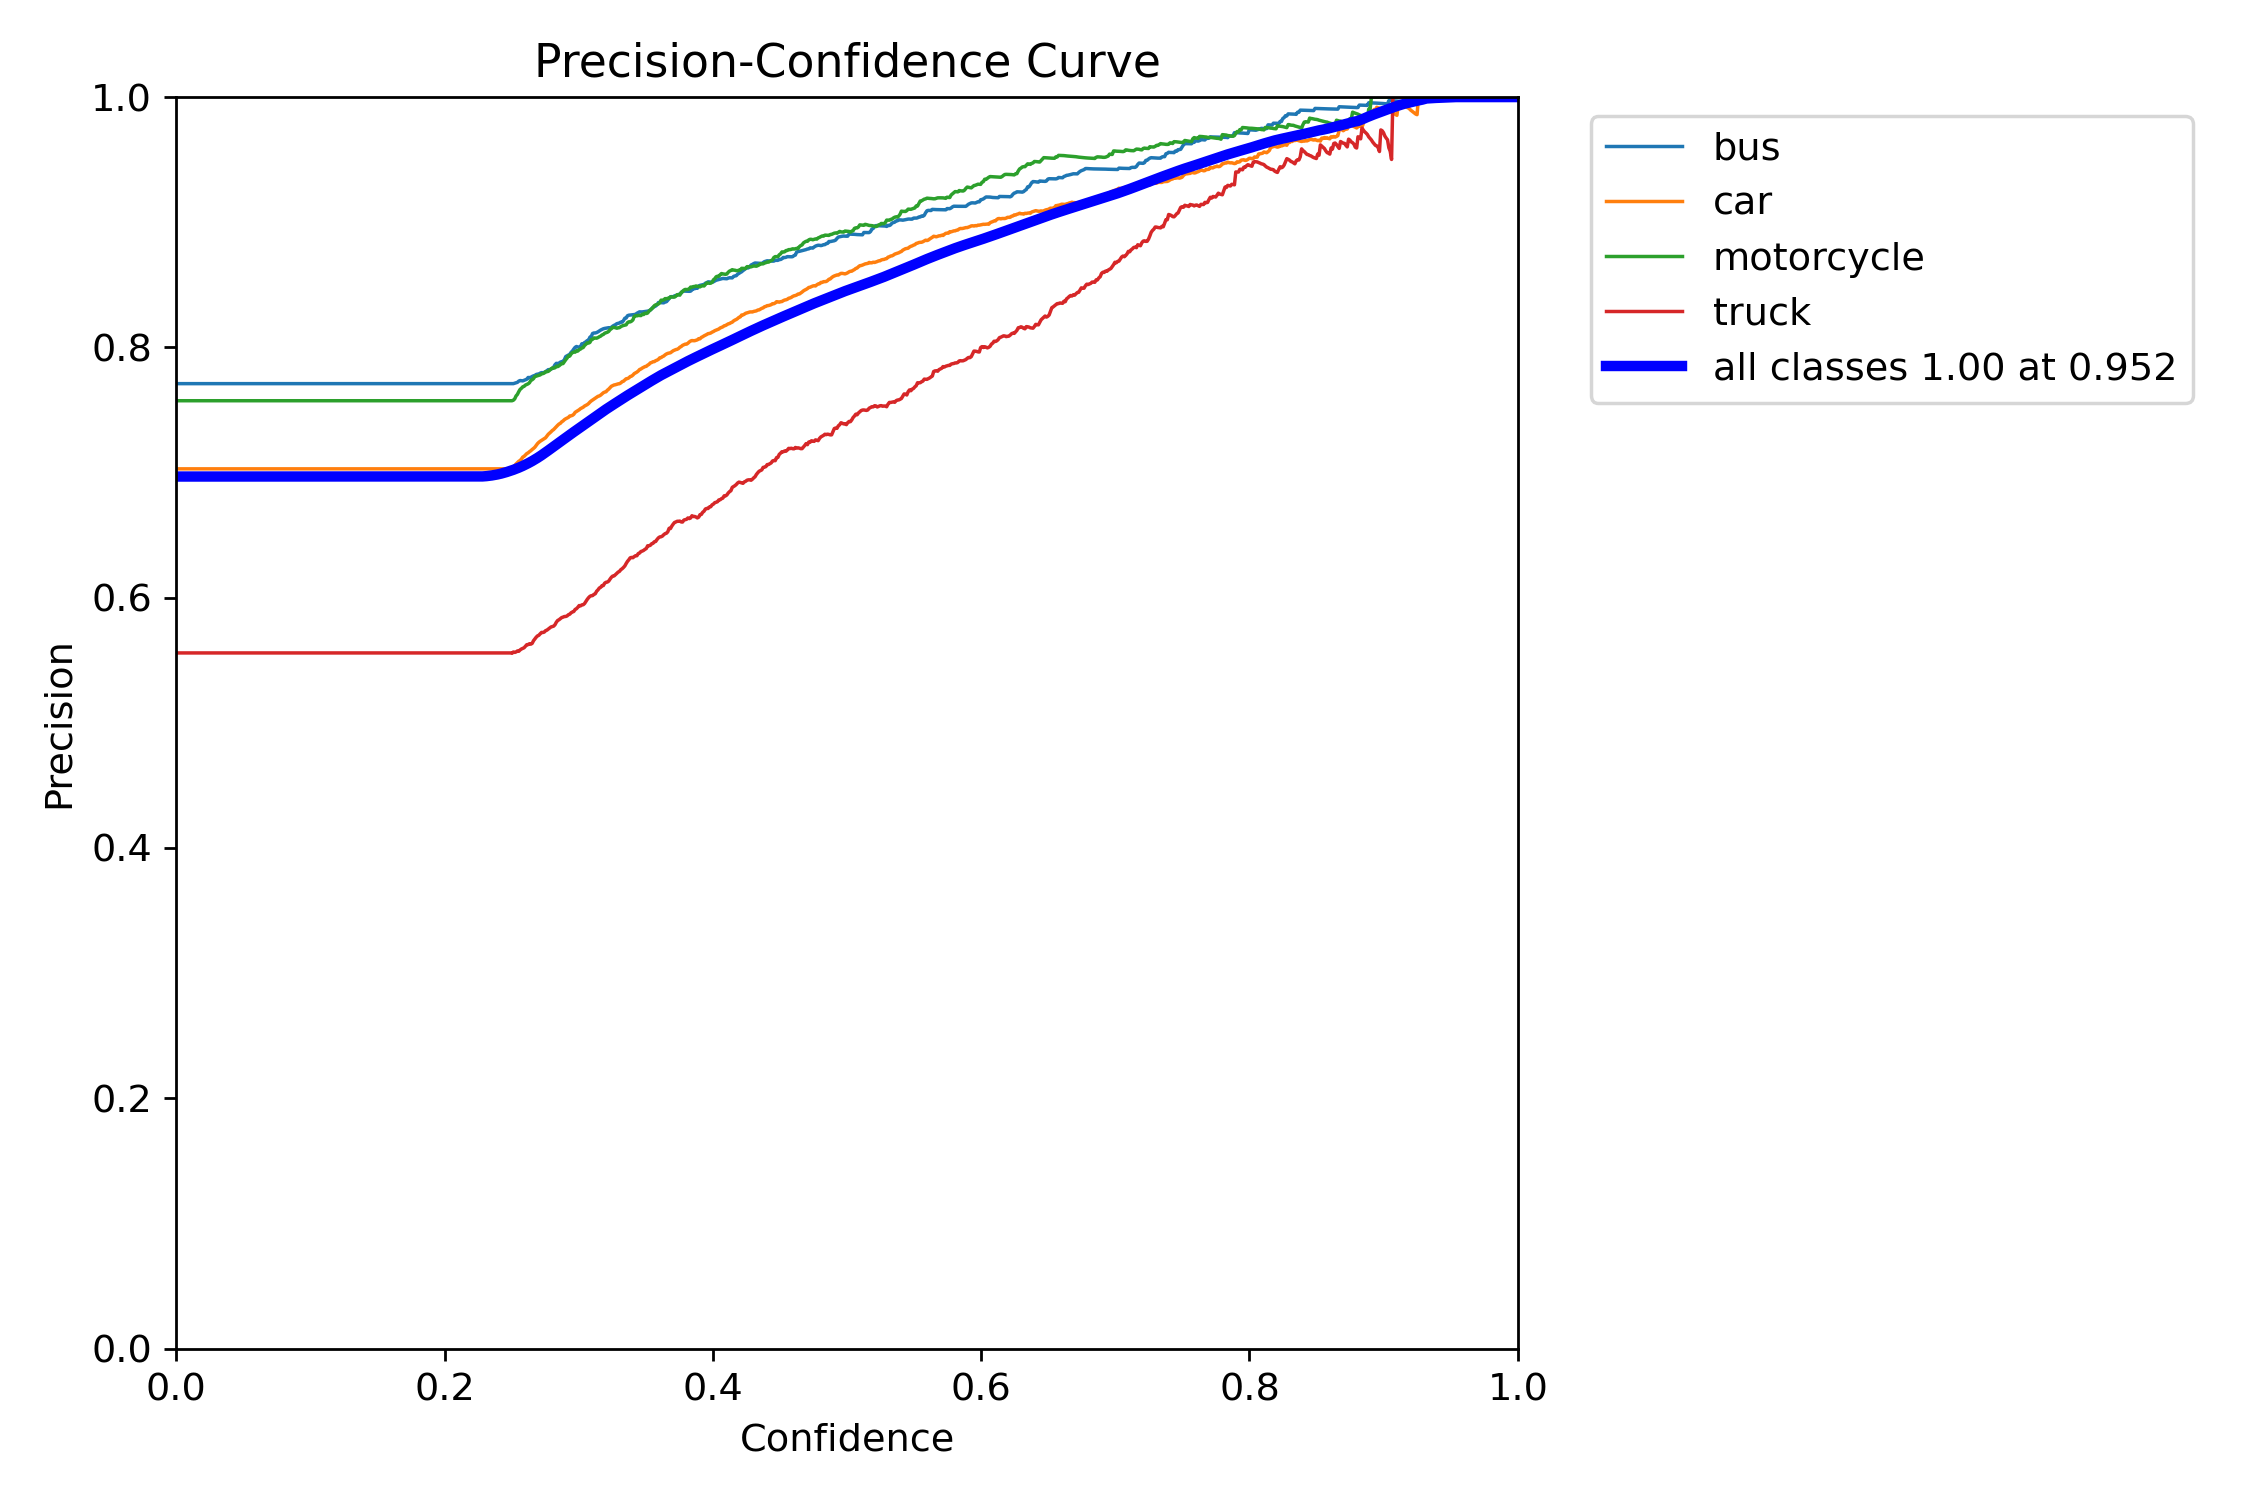 Precision-Confidence Curve
1.0
0.8
0.6
0.4
0.2
0.0
Precision
0.0 0.2 0.4 0.6 0.8 1.0
Confidence
bus
car
motorcycle
truck
all classes 1.00 at 0.952